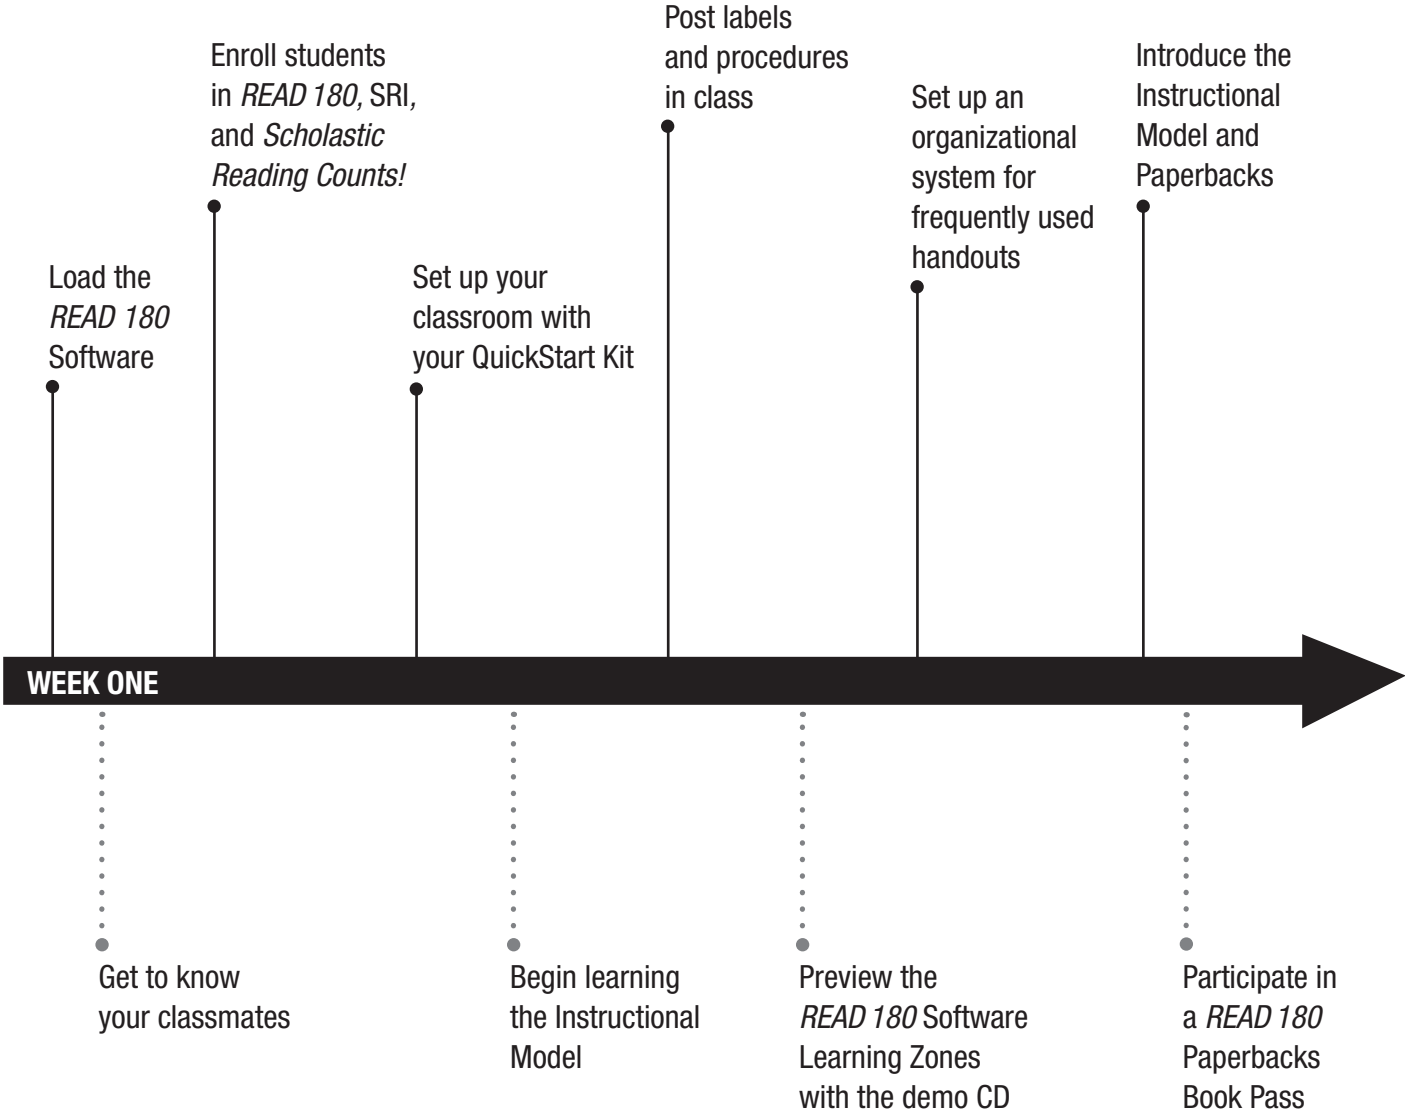 Load the
READ 180
Software
Enroll students
in READ 180, SRI,
and Scholastic
Reading Counts!
Set up your
classroom with
your QuickStart Kit
Post labels
and procedures
in class
Set up an
organizational
system for
frequently used
handouts
Introduce the
Instructional
Model and
Paperbacks
WEEK ONE
Get to know
your classmates
Begin learning
the Instructional
Model
Preview the
READ 180 Software
Learning Zones
with the demo CD
Participate in
a READ 180
Paperbacks
Book Pass